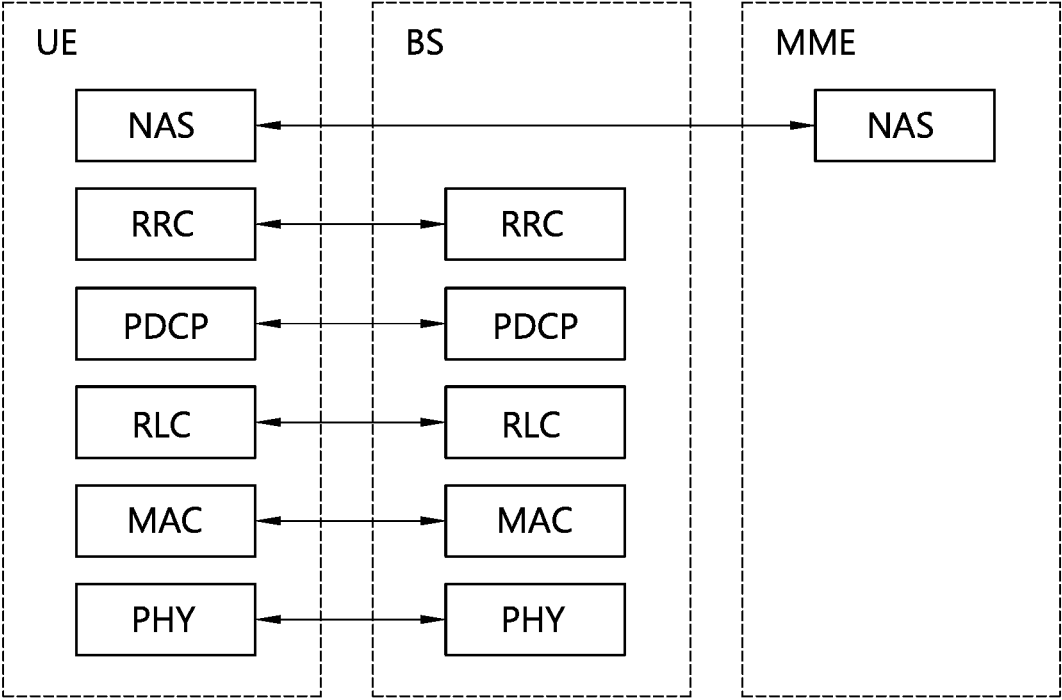 UE BS MME
NAS NAS
RRC RRC
PDCP PDCP
RLC RLC
MAC MAC
PHY PHY